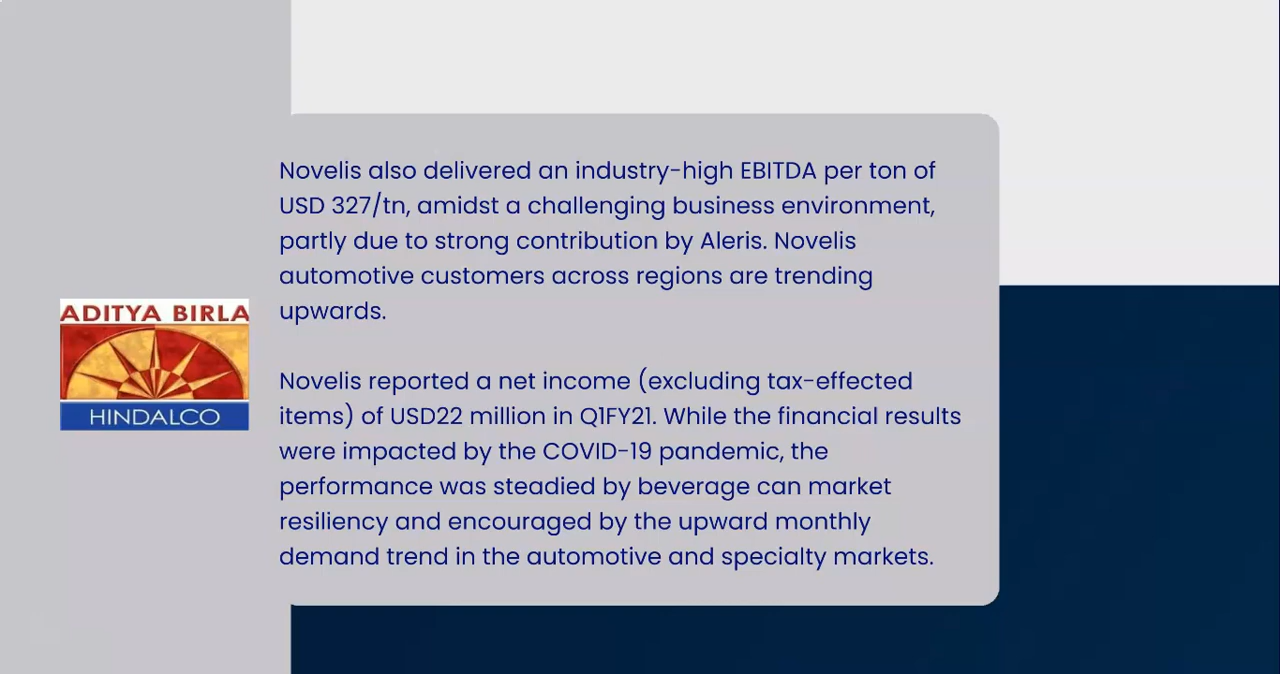 Novelis also delivered an industry-high EBITDA per ton of
USD 327/tn, amidst a challenging business environment,
partly due to strong contribution by Aleris. Novelis
automotive customers across regions are trending
upwards.
ADITYA BIRLA
HINDALCO
Novelis reported a net income (excluding tax-effected
items) of USD22 million in Q1FY21. While the financial results
were impacted by the COVID-19 pandemic, the
performance was steadied by beverage can market
resiliency and encouraged by the upward monthly
demand trend in the automotive and specialty markets.